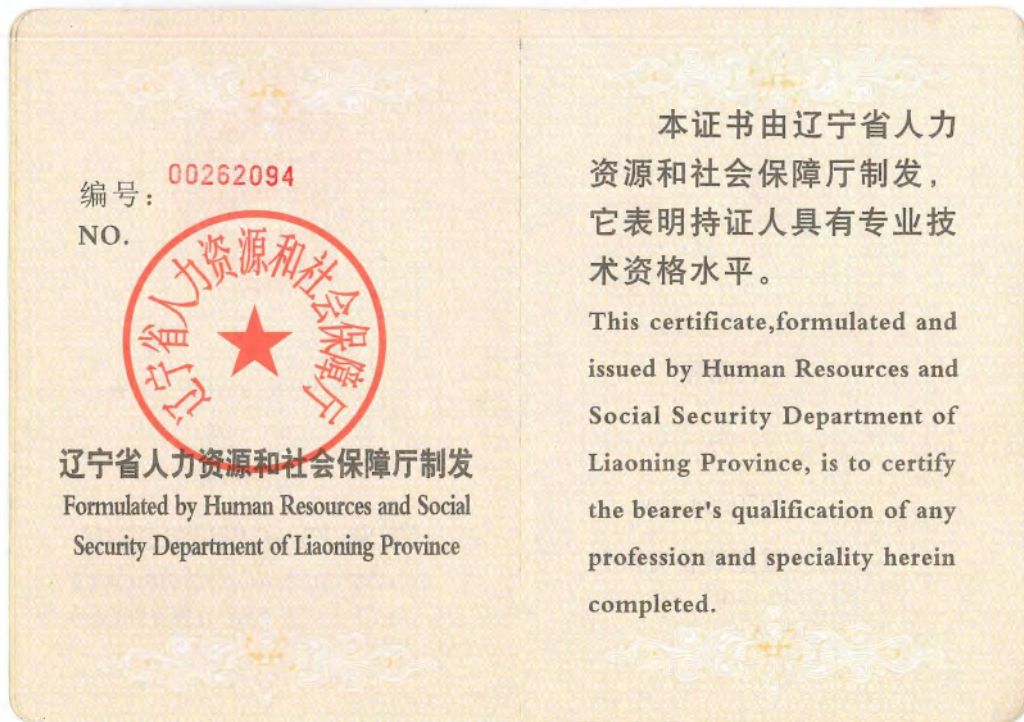 编号: 00262094
NO.
辽宁省人力资源和社会保障厅
辽宁省人力资源和社会保障厅制发
Formulated by Human Resources and Social
Security Department of Liaoning Province
本证书由辽宁省人力
资源和社会保障厅制发,
它表明持证人具有专业技
术资格水平。
This certificate,formulated and
issued by Human Resources and
Social Security Department of
Liaoning Province, is to certify
the bearer's qualification of any
profession and speciality herein
completed.